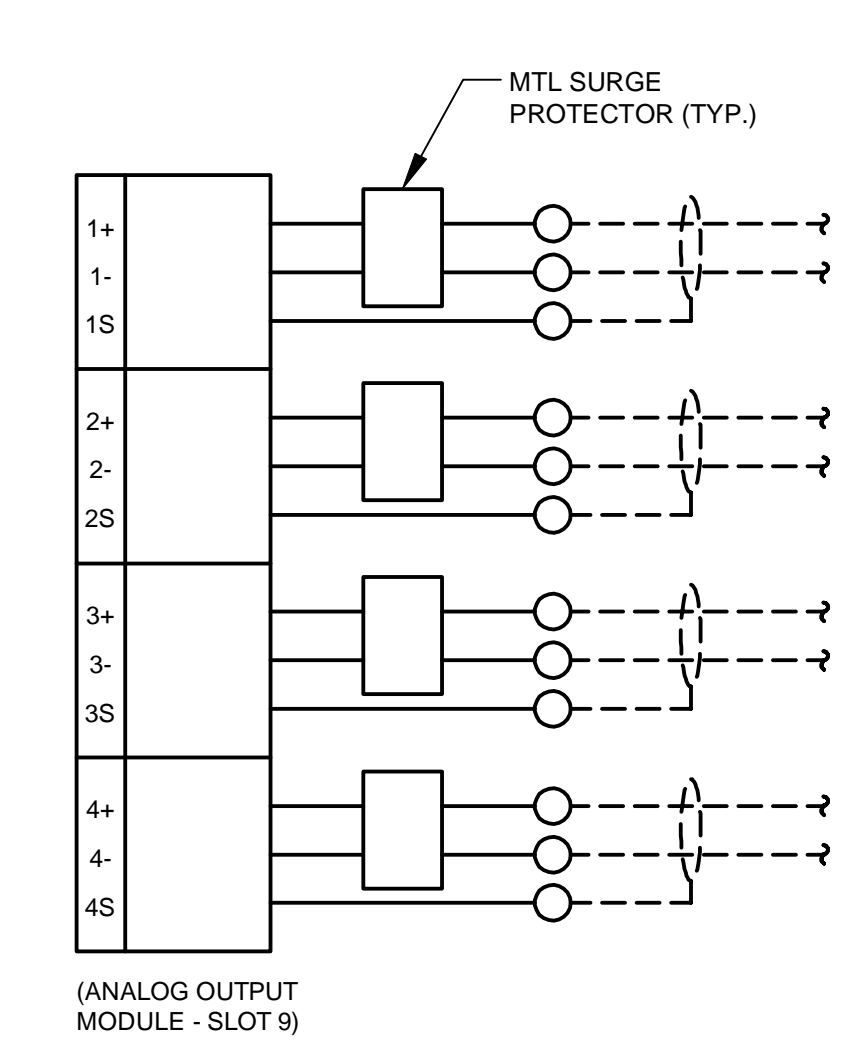 MTL SURGE
PROTECTOR (TYP.)
1+
1-
1S
2+
2-
2S
3+
3-
3S
4+
4-
4S
(ANALOG OUTPUT
MODULE - SLOT 9)